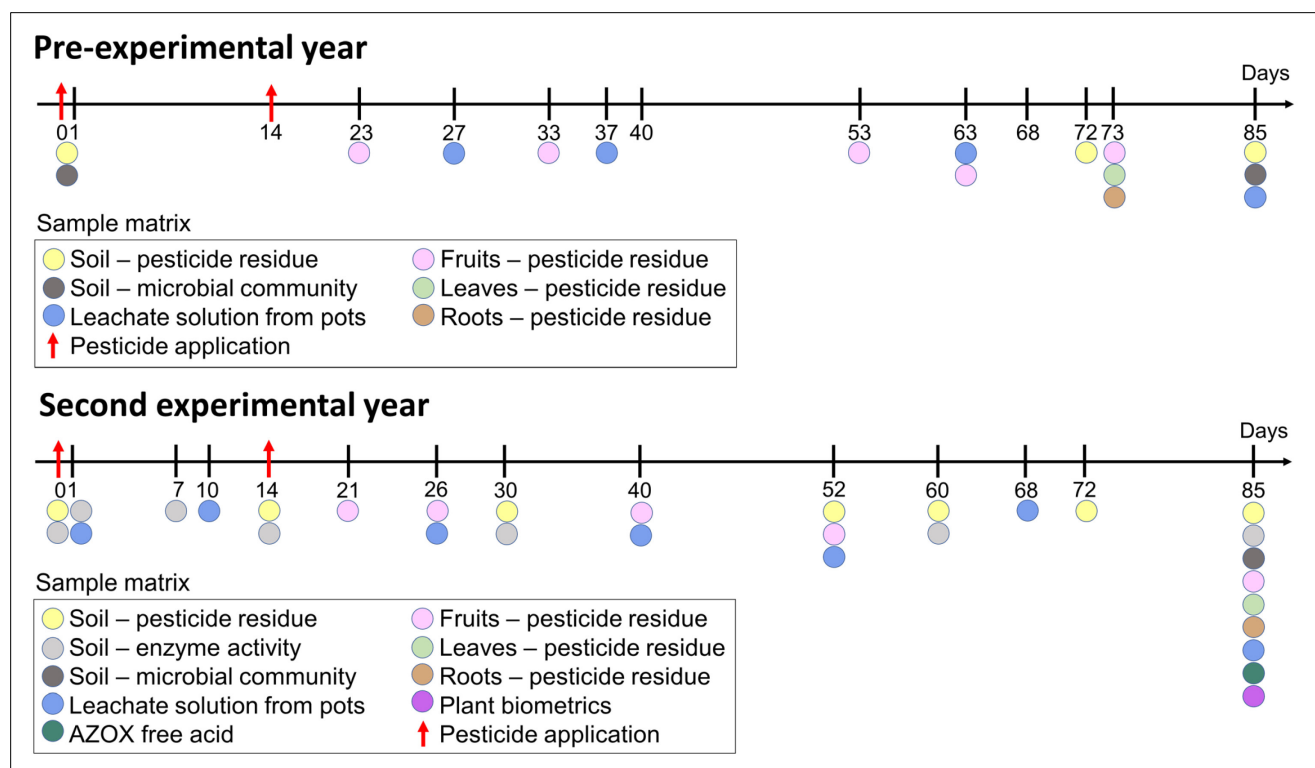 Pre-experimental year
Days
01 14 23 27 33 37 40 53 63 68 72 73 85
Sample matrix
Soil – pesticide residue Fruits – pesticide residue
Soil – microbial community Leaves – pesticide residue
Leachate solution from pots Roots – pesticide residue
Pesticide application
Second experimental year
Days
01 7 10 14 21 26 30 40 52 60 68 72 85
Sample matrix
Soil – pesticide residue Fruits – pesticide residue
Soil – enzyme activity Leaves – pesticide residue
Soil – microbial community Roots – pesticide residue
Leachate solution from pots Plant biometrics
AZOX free acid Pesticide application